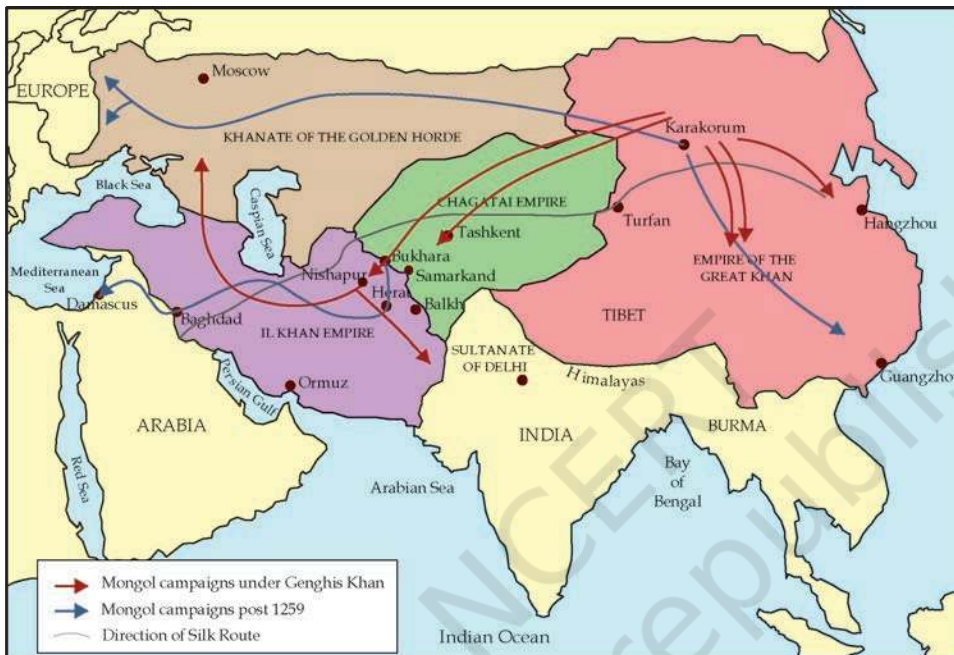 Moscow
EUROPE
KHANATE OF THE GOLDEN HORDE
Karakorum
Black Sea
Caspian Sea
CHAGATAI EMPIRE
Turfan
Hangzhou
Tashkent
Mediterranean
Sea
Bukhara
Nishapur
Samarkand
EMPIRE OF THE
GREAT KHAN
Damascus
Herat
Balkh
Baghdad
IL KHAN EMPIRE
TIBET
SULTANATE
OF DELHI
Himalayas
Guangzhou
Persian Gulf
Ormuz
ARABIA
INDIA
BURMA
Red Sea
Arabian Sea
Bay
of
Bengal
Mongol campaigns under Genghis Khan
Mongol campaigns post 1259
Direction of Silk Route
Indian Ocean
NCERT
republis